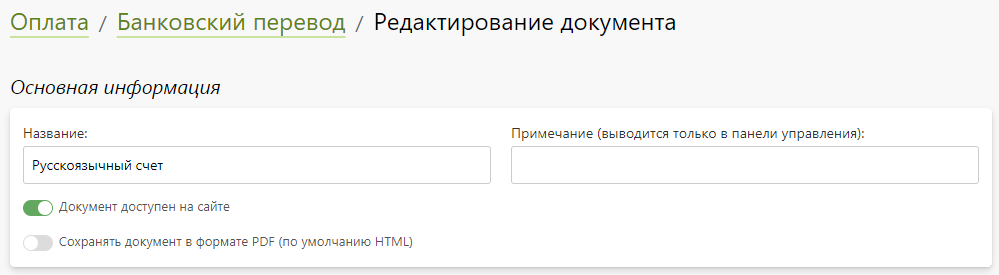 Оплата / Банковский перевод / Редактирование документа
Основная информация
Название: Примечание (выводится только в панели управления):
Русскоязычный счет
Документ доступен на сайте
Сохранять документ в формате PDF (по умолчанию HTML)